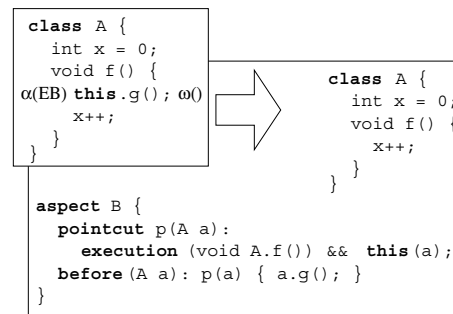 class A {
int x = 0;
void f() {
α(EB) this.g(); ω()
x++;
}
}
class A {
int x = 0;
void f() {
x++;
}
}
aspect B {
pointcut p(A a):
execution (void A.f()) && this(a);
before(A a): p(a) { a.g(); }
}